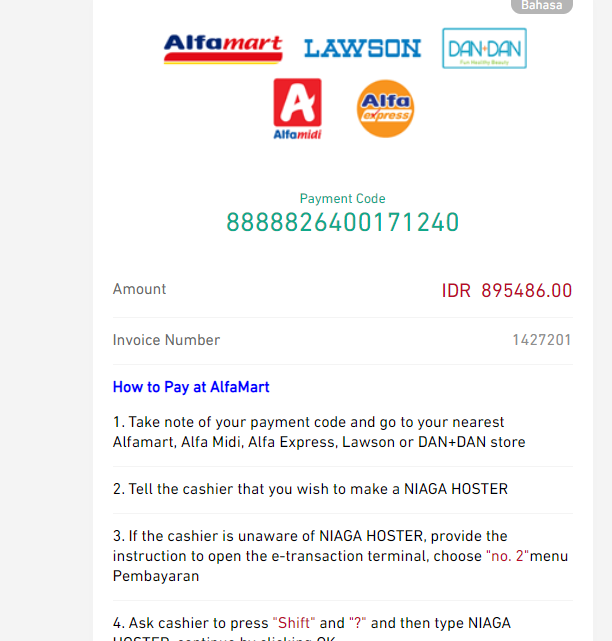 Bahasa
Alfamart LAWSON DAN+DAN
Fun Healthy Beauty
A Alfa
express
Alfamidi
Payment Code
8888826400171240
Amount IDR 895486.00
Invoice Number 1427201
How to Pay at AlfaMart
1. Take note of your payment code and go to your nearest
Alfamart, Alfa Midi, Alfa Express, Lawson or DAN+DAN store
2. Tell the cashier that you wish to make a NIAGA HOSTER
3. If the cashier is unaware of NIAGA HOSTER, provide the
instruction to open the e-transaction terminal, choose "no. 2"menu
Pembayaran
4. Ask cashier to press "Shift" and "?" and then type NIAGA
HOSTER, continue by clicking OK